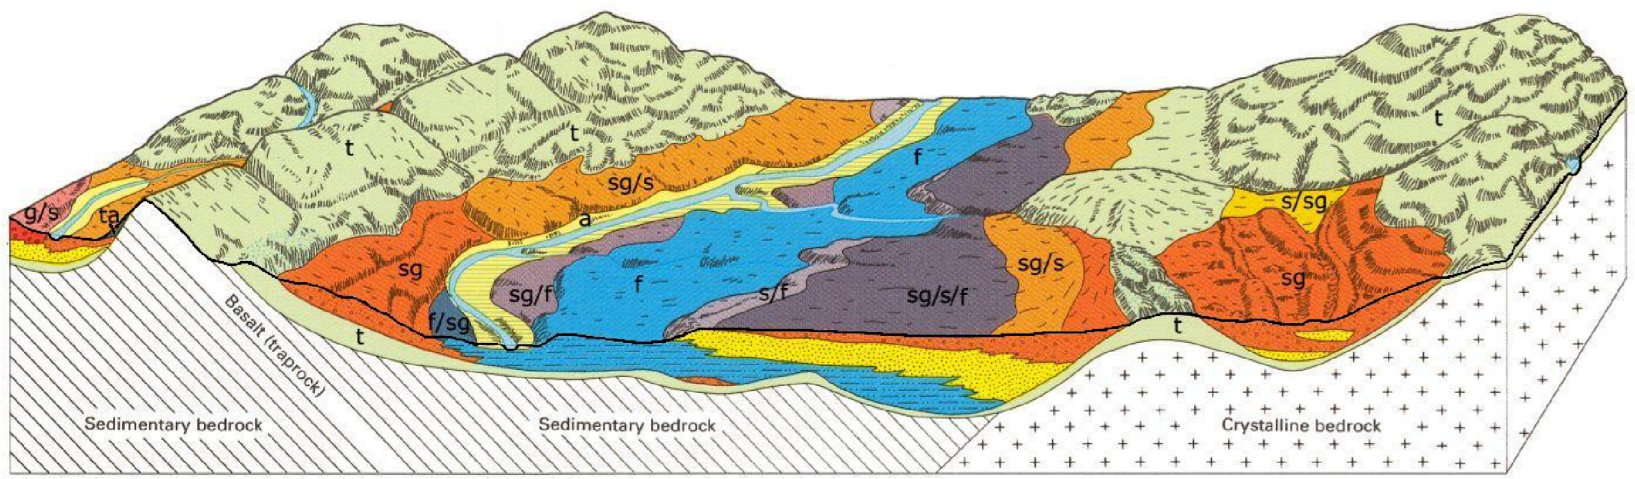 t
t
t
f
sg/s
s/sg
g/s
ta
a
sg
sg/s
sg
sg/f
f
s/f
sg/s/f
f/sg
t
t
Basalt (traprock)
Sedimentary bedrock
Sedimentary bedrock
Crystalline bedrock